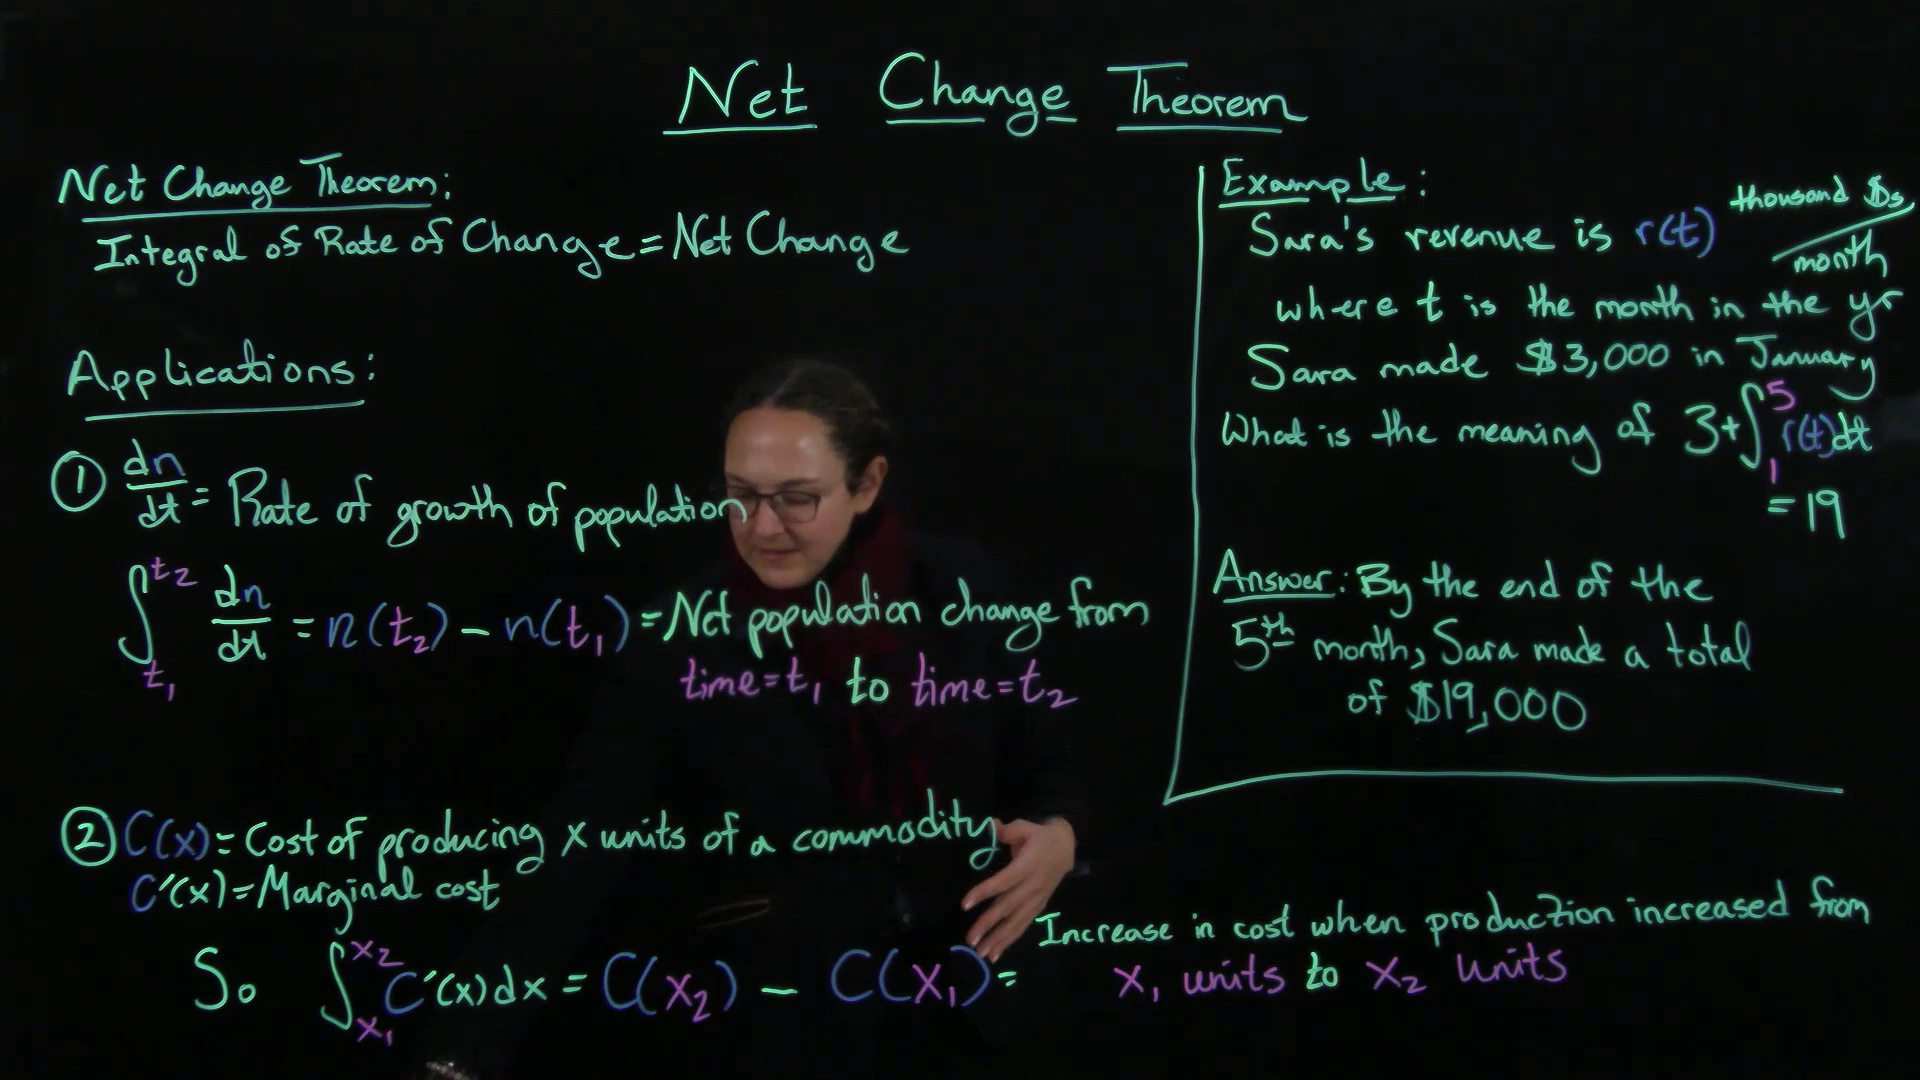 Net Change Theorem
Net Change Theorem:
Integral of Rate of Change = Net Change
Applications:
① dn/dt = Rate of growth of population
∫_{t₁}^{t₂} dn/dt = n(t₂) - n(t₁) = Net population change from
time=t₁ to time=t₂
② C(x) = Cost of producing x units of a commodity
C'(x) = Marginal cost
So ∫_{x₁}^{x₂} C'(x)dx = C(x₂) - C(x₁) = Increase in cost when production increased from
x₁ units to x₂ units
Example:
Sara's revenue is r(t) thousand $s/month
where t is the month in the yr
Sara made $3,000 in January
What is the meaning of 3+∫_{1}^{5} r(t)dt
= 19
Answer: By the end of the
5th month, Sara made a total
of $19,000